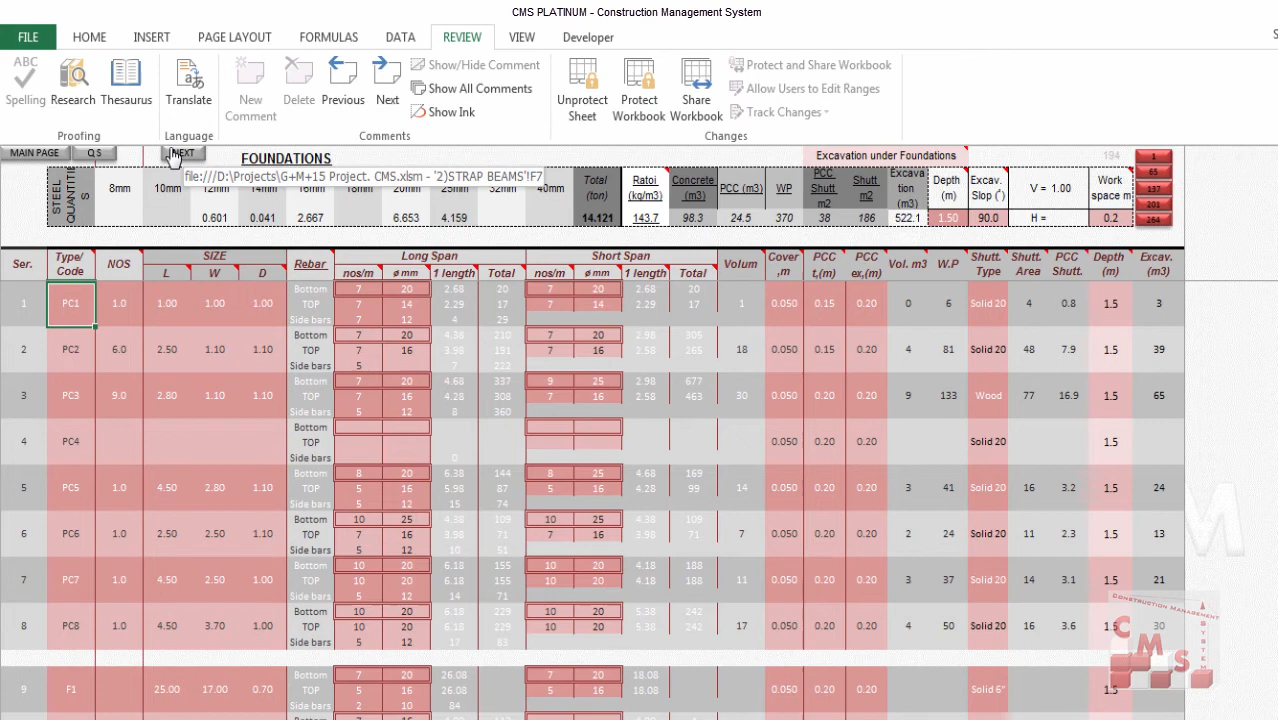 CMS PLATINUM - Construction Management System
FILE HOME INSERT PAGE LAYOUT FORMULAS DATA REVIEW VIEW Developer
ABC
Spelling Research Thesaurus Translate New Comment Delete Previous Next
Show/Hide Comment
Show All Comments
Show Ink
Unprotect Sheet Protect Workbook Share Workbook
Protect and Share Workbook
Allow Users to Edit Ranges
Track Changes
Proofing Language Comments Changes
MAIN PAGE Q S NEXT FOUNDATIONS Excavation under Foundations 194
file:///D:\Projects\G+M+15 Project. CMS.xlsm - '2)STRAP BEAMS'!F7
STEEL QUANTITIES 8mm 10mm Total (ton) Ratoi (kg/m3) Concrete (m3) PCC (m3) WP PCC Shutt m2 Shutt m2 Excavation (m3) Depth (m) Excav. Slop (°) V = 1.00 Work space m
0.601 0.041 2.667 6.653 4.159 14.121 143.7 98.3 24.5 370 38 186 522.1 1.50 90.0 H = 0.2
1
65
137
201
264
Ser. Type/Code NOS SIZE Rebar Long Span Short Span Volum Cover,m PCC t,(m) PCC ex,(m) Vol. m3 W.P Shutt. Type Shutt. Area PCC Shutt. Depth (m) Excav. (m3)
L W D nos/m ø mm 1 length Total nos/m ø mm 1 length Total
Bottom 7 20 2.68 20 7 20 2.68 20
1 PC1 1.0 1.00 1.00 1.00 TOP 7 14 2.29 17 7 14 2.29 17 1 0.050 0.15 0.20 0 6 Solid 20 4 0.8 1.5 3
Side bars 7 12 4 29
Bottom 7 20 4.38 210 7 20 2.98 305
2 PC2 6.0 2.50 1.10 1.10 TOP 7 16 3.98 191 7 16 2.58 265 18 0.050 0.15 0.20 4 81 Solid 20 48 7.9 1.5 39
Side bars 5 7 222
Bottom 7 20 4.68 337 9 25 2.98 677
3 PC3 9.0 2.80 1.10 1.10 TOP 7 16 4.28 308 7 16 2.58 463 30 0.050 0.20 0.20 9 133 Wood 77 16.9 1.5 65
Side bars 5 12 8 360
Bottom
4 PC4 TOP 0.050 0.20 0.20 Solid 20 1.5
Side bars 0
Bottom 8 20 6.38 144 8 25 4.68 169
5 PC5 1.0 4.50 2.80 1.10 TOP 5 16 5.98 87 5 16 4.28 99 14 0.050 0.20 0.20 3 41 Solid 20 16 3.2 1.5 24
Side bars 5 12 15 74
Bottom 10 25 4.38 109 10 25 4.38 109
6 PC6 1.0 2.50 2.50 1.10 TOP 7 16 3.98 71 7 16 3.98 71 7 0.050 0.20 0.20 2 24 Solid 20 11 2.3 1.5 13
Side bars 5 12 10 51
Bottom 10 20 6.18 155 10 20 4.18 188
7 PC7 1.0 4.50 2.50 1.00 TOP 10 20 6.18 155 10 20 4.18 188 11 0.050 0.20 0.20 3 37 Solid 20 14 3.1 1.5 21
Side bars 5 12 14 71
Bottom 10 20 6.18 229 10 20 5.38 242
8 PC8 1.0 4.50 3.70 1.00 TOP 10 20 6.18 229 10 20 5.38 242 17 0.050 0.20 0.20 4 50 Solid 20 16 3.6 1.5 30
Side bars 5 12 17 83
Bottom 7 20 26.08 7 20 18.08
9 F1 25.00 17.00 0.70 TOP 5 16 26.08 5 16 18.08 Solid 6" 1.5
Side bars 2 10 84
CONSTRUCTION MANAGEMENT SYSTEM
CMS
M